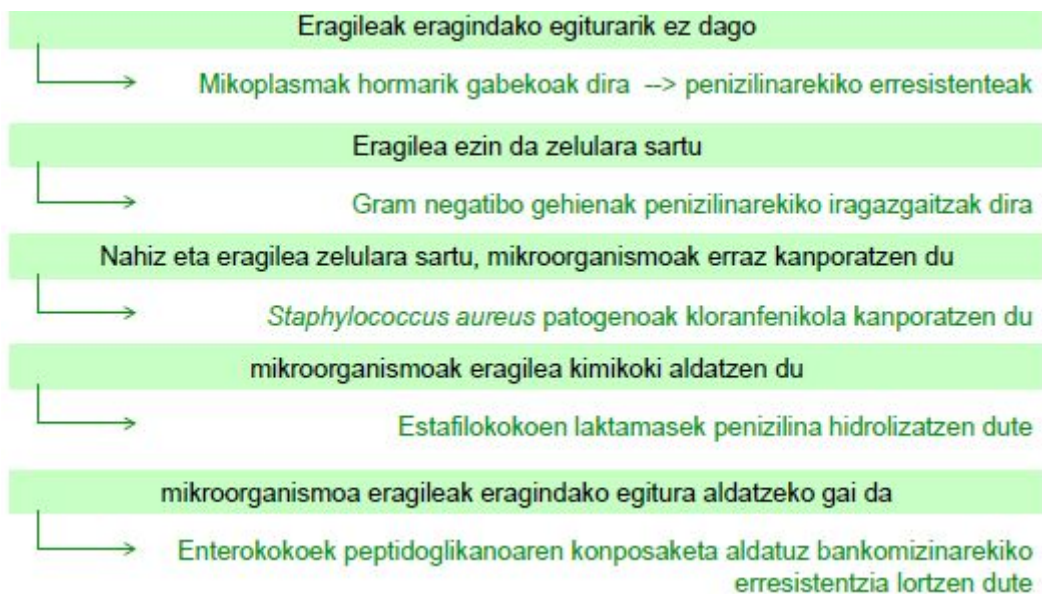 Eragileak eragindako egiturarik ez dago
Mikoplasmak hormarik gabekoak dira --> penizilinarekiko erresistenteak
Eragilea ezin da zelulara sartu
Gram negatibo gehienak penizilinarekiko iragazgaitzak dira
Nahiz eta eragilea zelulara sartu, mikroorganismoak erraz kanporatzen du
Staphylococcus aureus patogenoak kloranfenikola kanporatzen du
mikroorganismoak eragilea kimikoki aldatzen du
Estafilokokoen laktamasek penizilina hidrolizatzen dute
mikroorganismoa eragileak eragindako egitura aldatzeko gai da
Enterokokoek peptidoglikanoaren konposaketa aldatuz bankomizinarekiko
erresistentzia lortzen dute